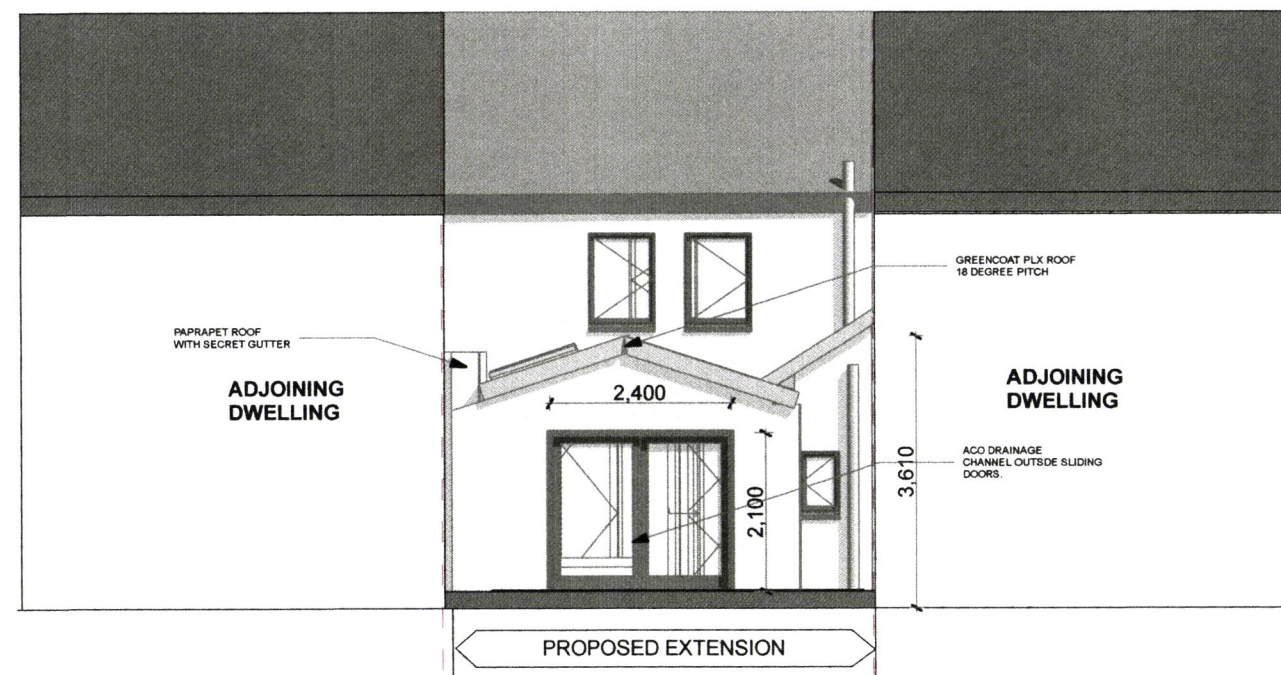 GREENCOAT PLX ROOF
18 DEGREE PITCH
PAPRAPET ROOF
WITH SECRET GUTTER
ADJOINING
DWELLING
2,400
ADJOINING
DWELLING
3,610
2,100
ACO DRAINAGE
CHANNEL OUTSDE SLIDING
DOORS.
PROPOSED EXTENSION